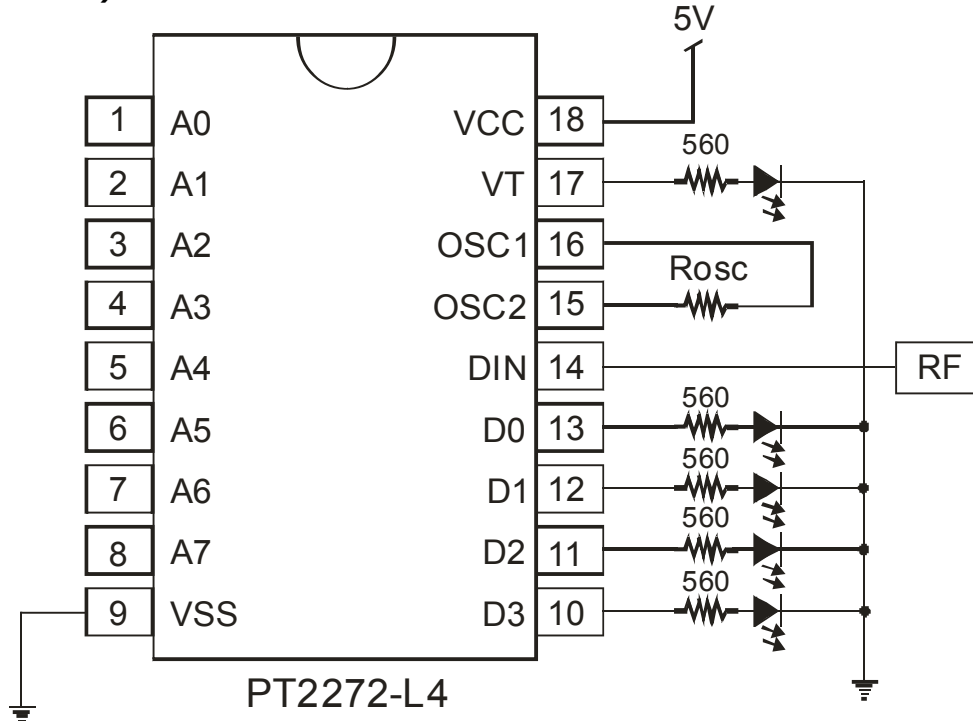 )
5V
1 A0 VCC 18
560
2 A1 VT 17
3 A2 OSC1 16
Rosc
4 A3 OSC2 15
5 A4 DIN 14 RF
560
6 A5 D0 13
560
7 A6 D1 12
560
8 A7 D2 11
560
9 VSS D3 10
PT2272-L4